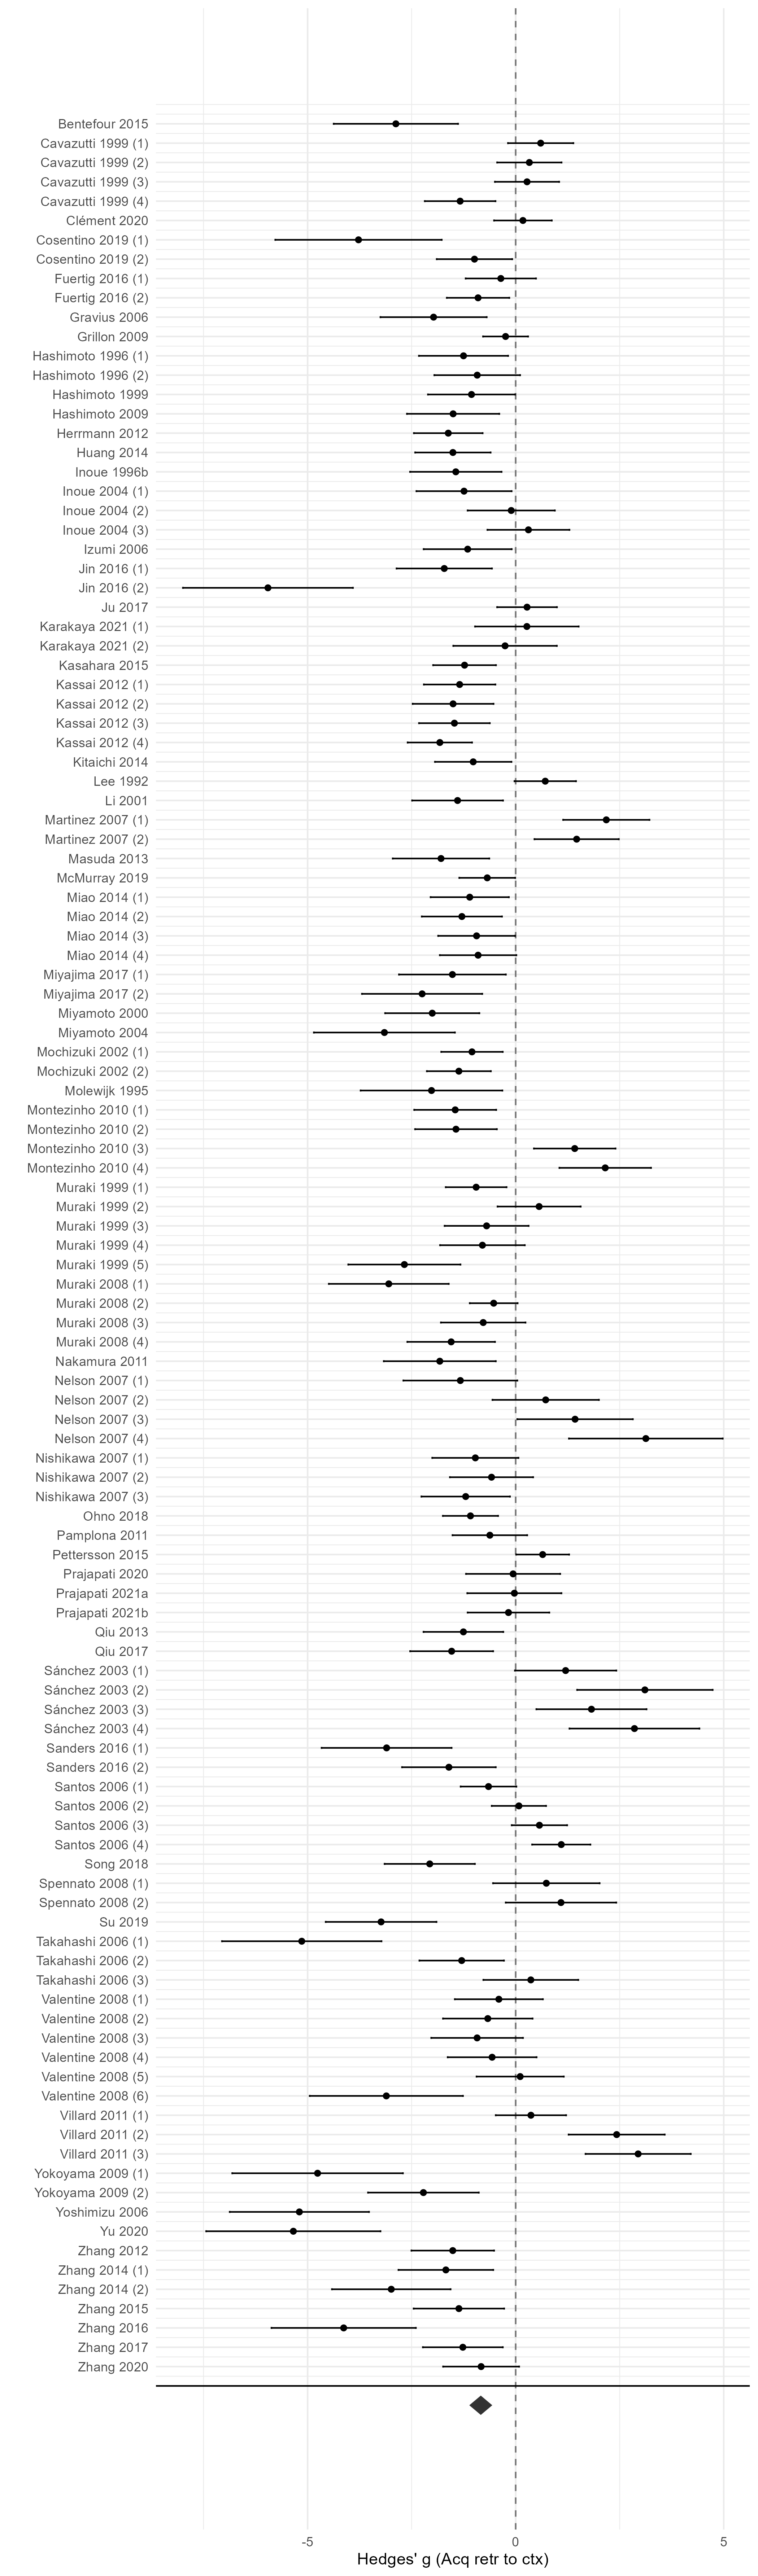 Bentefour 2015
Cavazutti 1999 (1)
Cavazutti 1999 (2)
Cavazutti 1999 (3)
Cavazutti 1999 (4)
Clément 2020
Cosentino 2019 (1)
Cosentino 2019 (2)
Fuertig 2016 (1)
Fuertig 2016 (2)
Gravius 2006
Grillon 2009
Hashimoto 1996 (1)
Hashimoto 1996 (2)
Hashimoto 1999
Hashimoto 2009
Herrmann 2012
Huang 2014
Inoue 1996b
Inoue 2004 (1)
Inoue 2004 (2)
Inoue 2004 (3)
Izumi 2006
Jin 2016 (1)
Jin 2016 (2)
Ju 2017
Karakaya 2021 (1)
Karakaya 2021 (2)
Kasahara 2015
Kassai 2012 (1)
Kassai 2012 (2)
Kassai 2012 (3)
Kassai 2012 (4)
Kitaichi 2014
Lee 1992
Li 2001
Martinez 2007 (1)
Martinez 2007 (2)
Masuda 2013
McMurray 2019
Miao 2014 (1)
Miao 2014 (2)
Miao 2014 (3)
Miao 2014 (4)
Miyajima 2017 (1)
Miyajima 2017 (2)
Miyamoto 2000
Miyamoto 2004
Mochizuki 2002 (1)
Mochizuki 2002 (2)
Molewijk 1995
Montezinho 2010 (1)
Montezinho 2010 (2)
Montezinho 2010 (3)
Montezinho 2010 (4)
Muraki 1999 (1)
Muraki 1999 (2)
Muraki 1999 (3)
Muraki 1999 (4)
Muraki 1999 (5)
Muraki 2008 (1)
Muraki 2008 (2)
Muraki 2008 (3)
Muraki 2008 (4)
Nakamura 2011
Nelson 2007 (1)
Nelson 2007 (2)
Nelson 2007 (3)
Nelson 2007 (4)
Nishikawa 2007 (1)
Nishikawa 2007 (2)
Nishikawa 2007 (3)
Ohno 2018
Pamplona 2011
Pettersson 2015
Prajapati 2020
Prajapati 2021a
Prajapati 2021b
Qiu 2013
Qiu 2017
Sánchez 2003 (1)
Sánchez 2003 (2)
Sánchez 2003 (3)
Sánchez 2003 (4)
Sanders 2016 (1)
Sanders 2016 (2)
Santos 2006 (1)
Santos 2006 (2)
Santos 2006 (3)
Santos 2006 (4)
Song 2018
Spennato 2008 (1)
Spennato 2008 (2)
Su 2019
Takahashi 2006 (1)
Takahashi 2006 (2)
Takahashi 2006 (3)
Valentine 2008 (1)
Valentine 2008 (2)
Valentine 2008 (3)
Valentine 2008 (4)
Valentine 2008 (5)
Valentine 2008 (6)
Villard 2011 (1)
Villard 2011 (2)
Villard 2011 (3)
Yokoyama 2009 (1)
Yokoyama 2009 (2)
Yoshimizu 2006
Yu 2020
Zhang 2012
Zhang 2014 (1)
Zhang 2014 (2)
Zhang 2015
Zhang 2016
Zhang 2017
Zhang 2020
-5 0 5
Hedges' g (Acq retr to ctx)